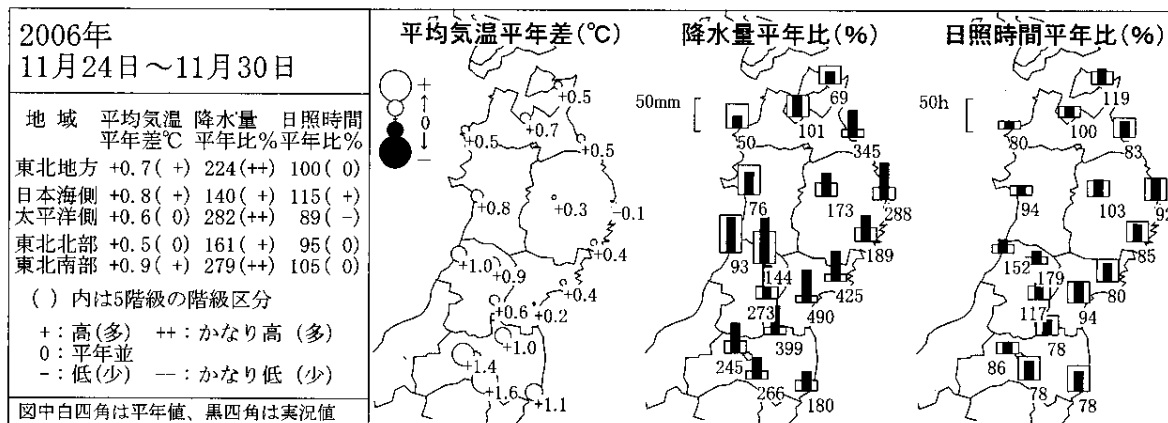 2006年
11月24日～11月30日
地 域 平均気温 降水量 日照時間
平年差℃ 平年比% 平年比%
東北地方 +0.7( +) 224(++) 100( 0)
日本海側 +0.8( +) 140( +) 115( +)
太平洋側 +0.6( 0) 282(++) 89( -)
東北北部 +0.5( 0) 161( +) 95( 0)
東北南部 +0.9( +) 279(++) 105( 0)
( ) 内は5階級の階級区分
+：高(多) ++：かなり高 (多)
0：平年並
-：低(少) --：かなり低 (少)
図中白四角は平年値、黒四角は実況値
平均気温平年差(℃)
+
↑
0
↓
-
+0.5
+0.7
+0.5
+0.5
+0.8
+0.3
-0.1
+0.4
+1.0
+0.9
+0.4
+0.6
+0.2
+1.0
+1.4
+1.6
+1.1
降水量平年比(%)
50mm
69
50
101
345
76
173
288
189
93
144
425
273
490
399
245
266
180
日照時間平年比(%)
50h
119
80
100
83
94
103
92
85
152
179
80
117
94
78
86
78
78